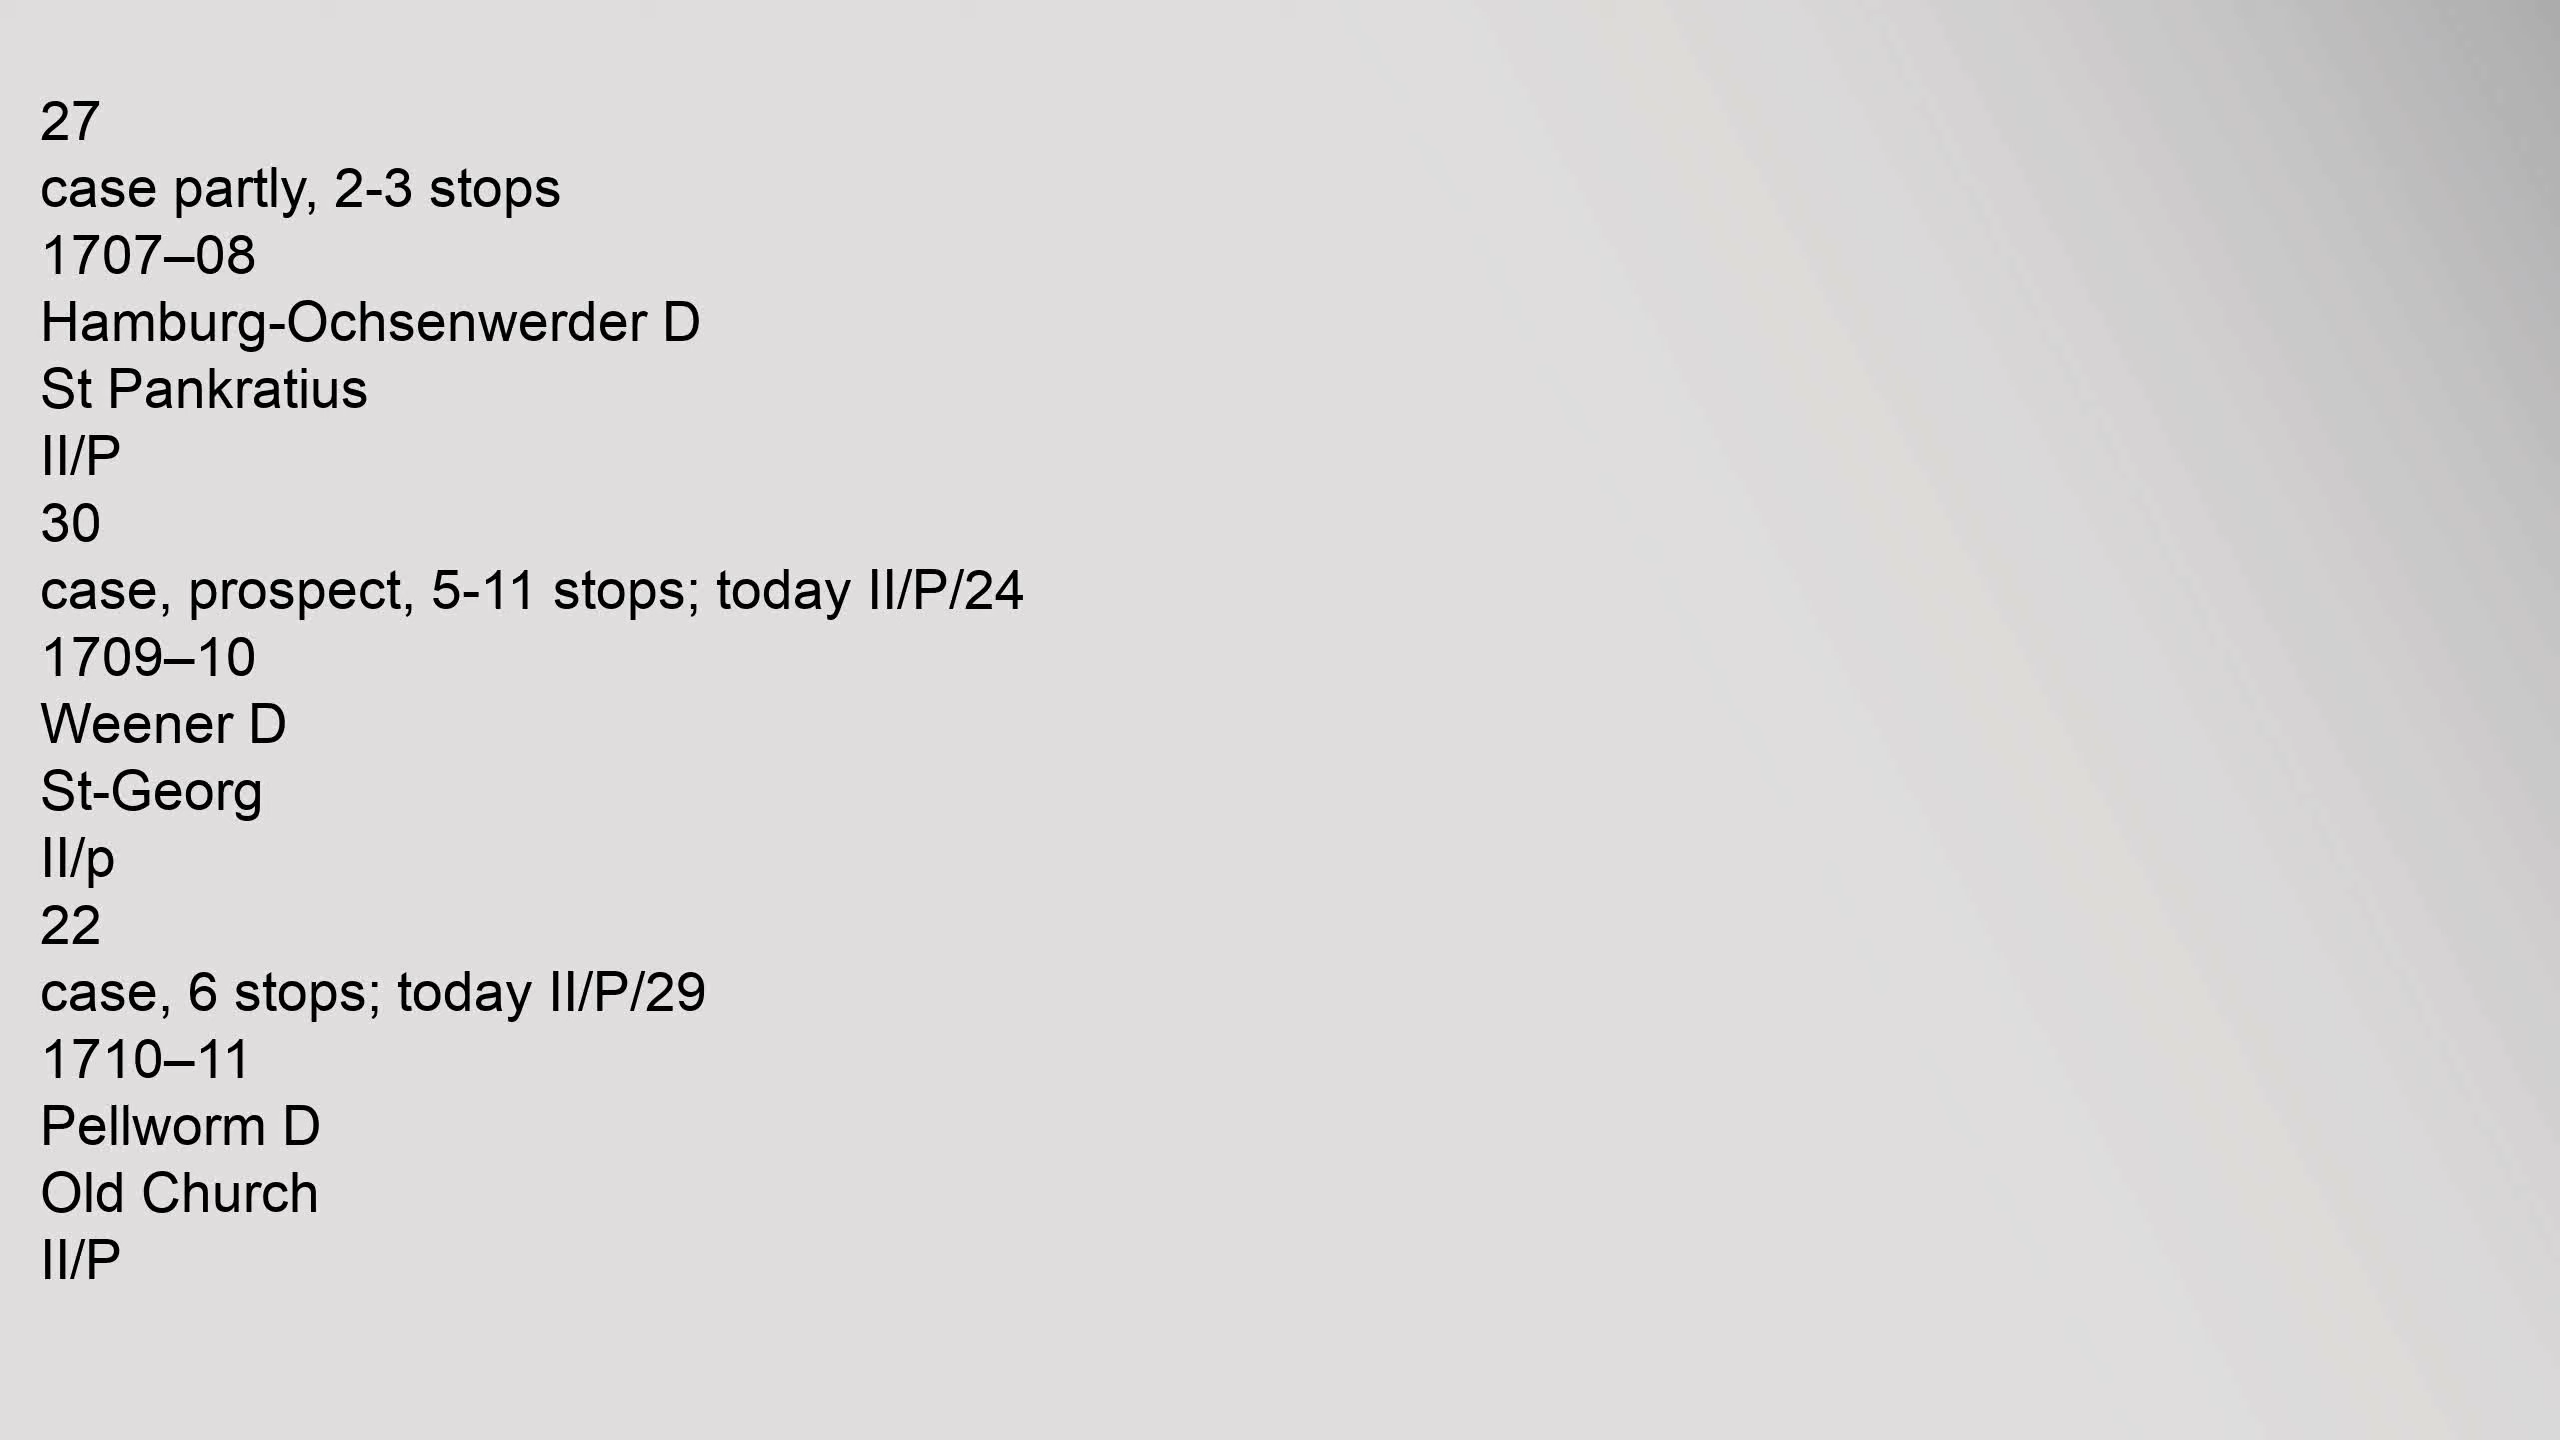 27
case partly, 2-3 stops
1707–08
Hamburg-Ochsenwerder D
St Pankratius
II/P
30
case, prospect, 5-11 stops; today II/P/24
1709–10
Weener D
St-Georg
II/p
22
case, 6 stops; today II/P/29
1710–11
Pellworm D
Old Church
II/P